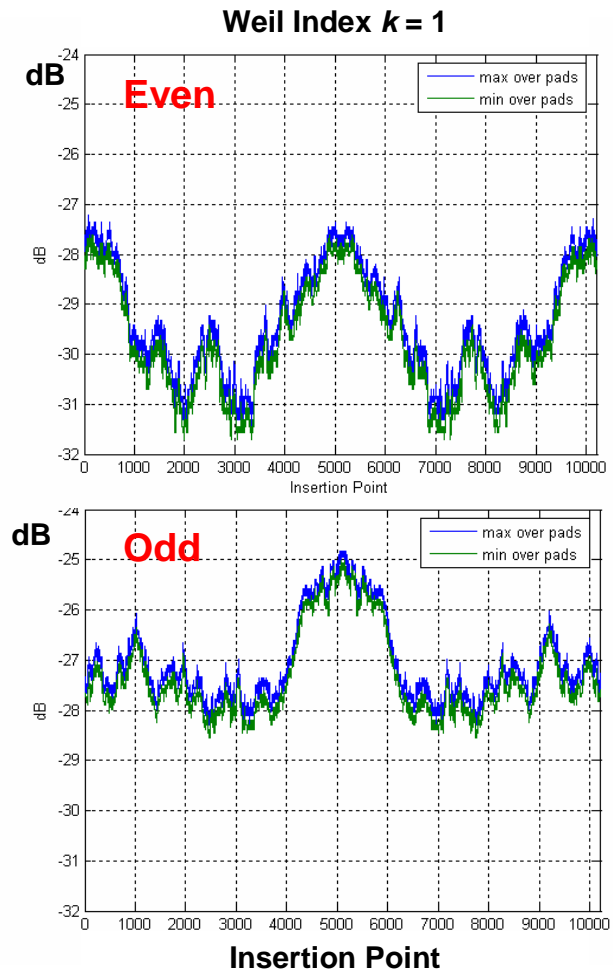 Weil Index k = 1
dB
Even
max over pads
min over pads
-24
-25
-26
-27
-28
-29
-30
-31
-32
dB
0 1000 2000 3000 4000 5000 6000 7000 8000 9000 10000
Insertion Point
dB
Odd
max over pads
min over pads
-24
-25
-26
-27
-28
-29
-30
-31
-32
dB
0 1000 2000 3000 4000 5000 6000 7000 8000 9000 10000
Insertion Point